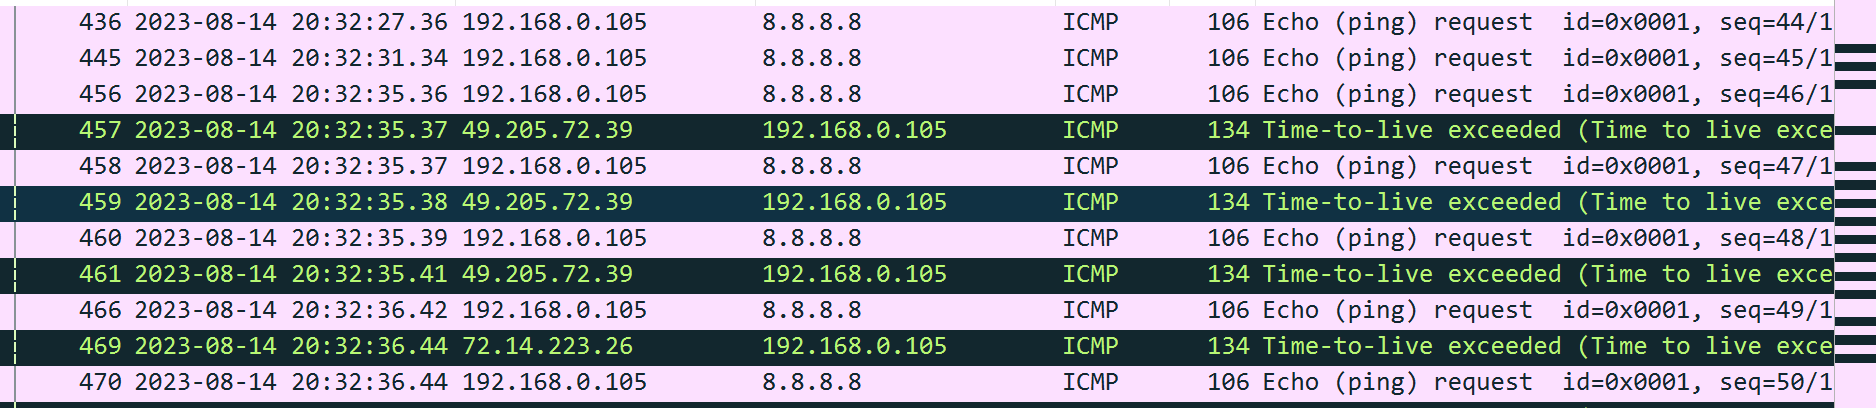 436 2023-08-14 20:32:27.36 192.168.0.105 8.8.8.8 ICMP 106 Echo (ping) request id=0x0001, seq=44/1
445 2023-08-14 20:32:31.34 192.168.0.105 8.8.8.8 ICMP 106 Echo (ping) request id=0x0001, seq=45/1
456 2023-08-14 20:32:35.36 192.168.0.105 8.8.8.8 ICMP 106 Echo (ping) request id=0x0001, seq=46/1
457 2023-08-14 20:32:35.37 49.205.72.39 192.168.0.105 ICMP 134 Time-to-live exceeded (Time to live exce
458 2023-08-14 20:32:35.37 192.168.0.105 8.8.8.8 ICMP 106 Echo (ping) request id=0x0001, seq=47/1
459 2023-08-14 20:32:35.38 49.205.72.39 192.168.0.105 ICMP 134 Time-to-live exceeded (Time to live exce
460 2023-08-14 20:32:35.39 192.168.0.105 8.8.8.8 ICMP 106 Echo (ping) request id=0x0001, seq=48/1
461 2023-08-14 20:32:35.41 49.205.72.39 192.168.0.105 ICMP 134 Time-to-live exceeded (Time to live exce
466 2023-08-14 20:32:36.42 192.168.0.105 8.8.8.8 ICMP 106 Echo (ping) request id=0x0001, seq=49/1
469 2023-08-14 20:32:36.44 72.14.223.26 192.168.0.105 ICMP 134 Time-to-live exceeded (Time to live exce
470 2023-08-14 20:32:36.44 192.168.0.105 8.8.8.8 ICMP 106 Echo (ping) request id=0x0001, seq=50/1